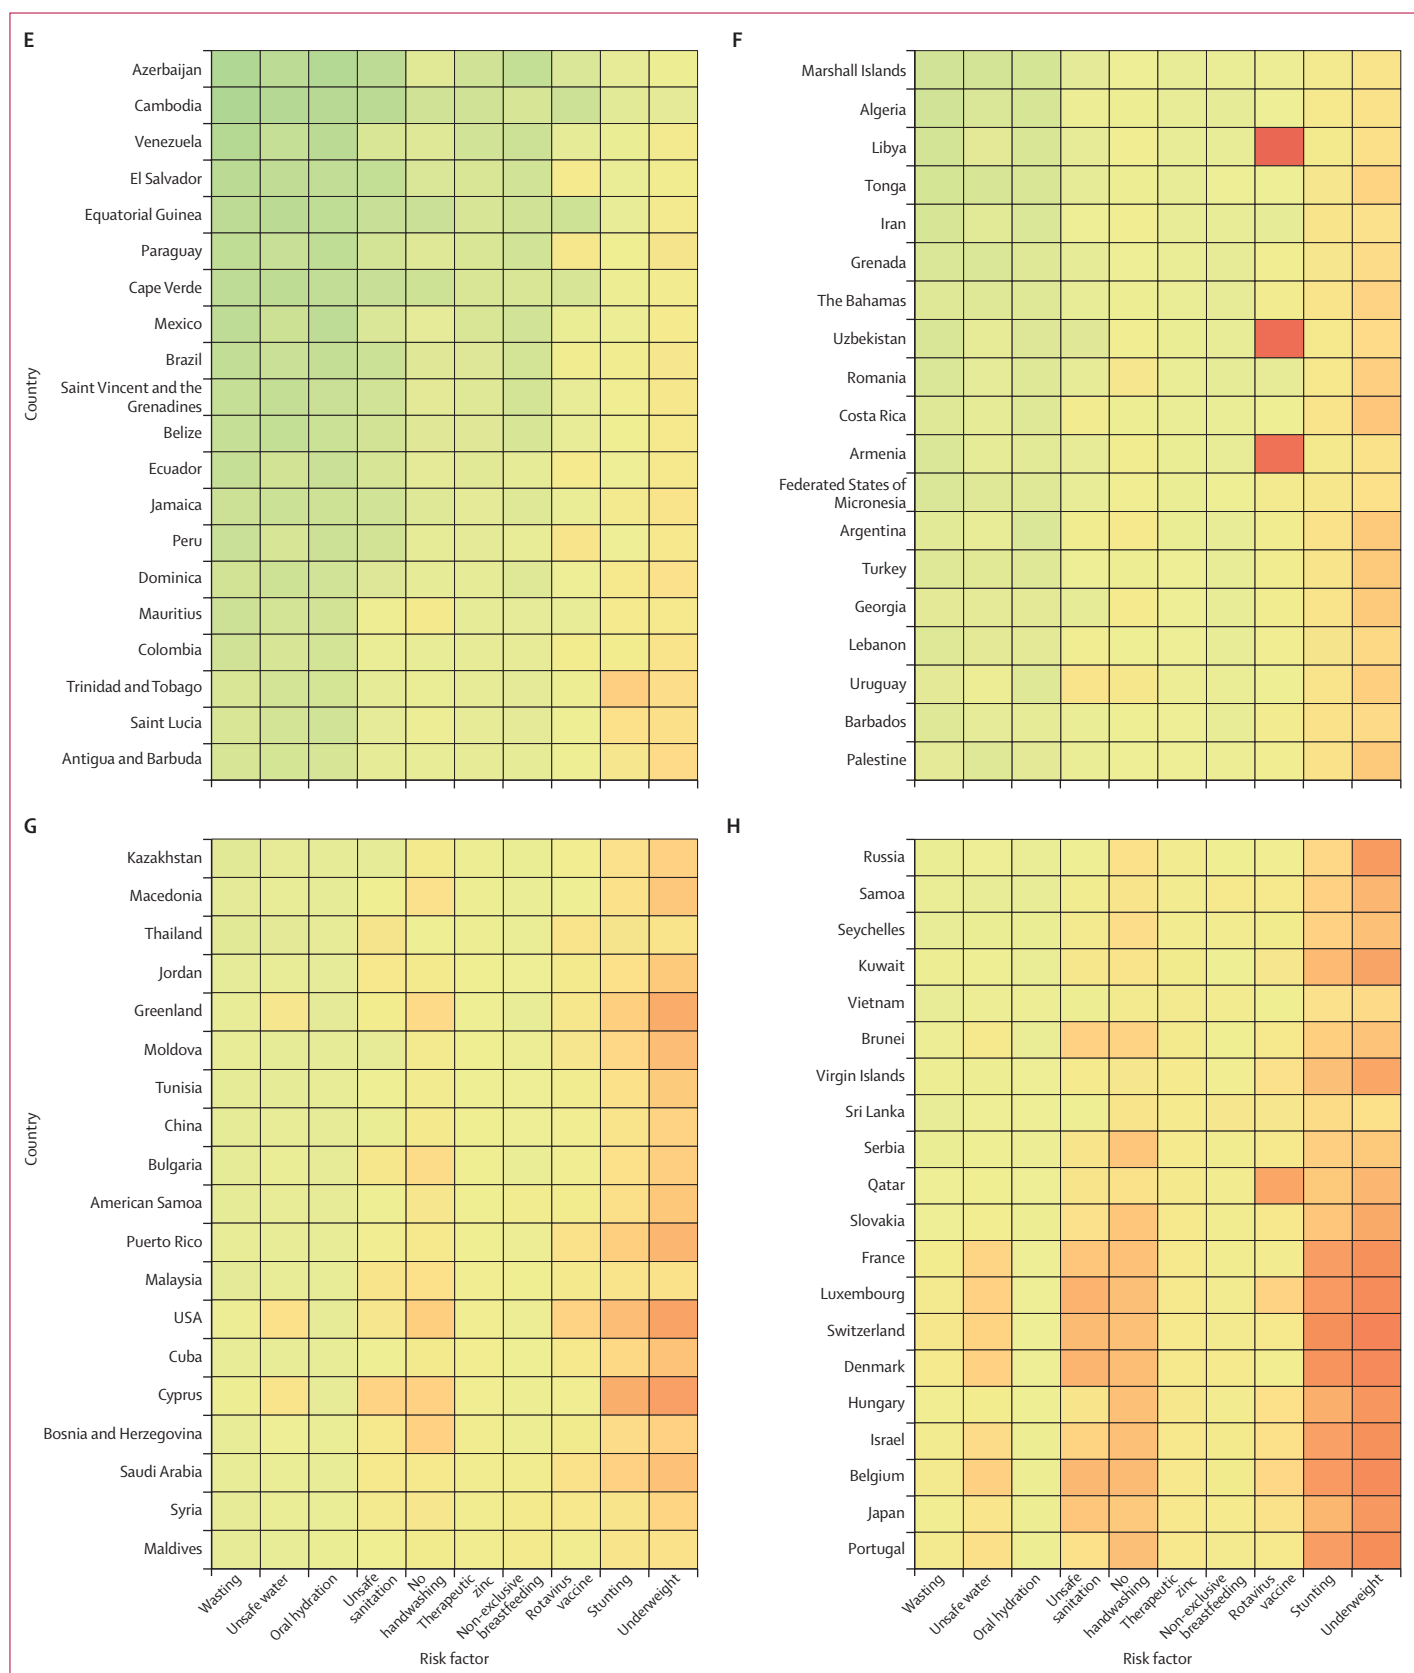 E
Azerbaijan
Cambodia
Venezuela
El Salvador
Equatorial Guinea
Paraguay
Cape Verde
Mexico
Brazil
Saint Vincent and the
Grenadines
Belize
Ecuador
Jamaica
Peru
Dominica
Mauritius
Colombia
Trinidad and Tobago
Saint Lucia
Antigua and Barbuda
Country
F
Marshall Islands
Algeria
Libya
Tonga
Iran
Grenada
The Bahamas
Uzbekistan
Romania
Costa Rica
Armenia
Federated States of
Micronesia
Argentina
Turkey
Georgia
Lebanon
Uruguay
Barbados
Palestine
G
Kazakhstan
Macedonia
Thailand
Jordan
Greenland
Moldova
Tunisia
China
Bulgaria
American Samoa
Puerto Rico
Malaysia
USA
Cuba
Cyprus
Bosnia and Herzegovina
Saudi Arabia
Syria
Maldives
Country
Wasting
Unsafe water
Oral hydration
Unsafe
sanitation
No
handwashing
Therapeutic
zinc
Non-exclusive
breastfeeding
Rotavirus
vaccine
Stunting
Underweight
Risk factor
H
Russia
Samoa
Seychelles
Kuwait
Vietnam
Brunei
Virgin Islands
Sri Lanka
Serbia
Qatar
Slovakia
France
Luxembourg
Switzerland
Denmark
Hungary
Israel
Belgium
Japan
Portugal
Wasting
Unsafe water
Oral hydration
Unsafe
sanitation
No
handwashing
Therapeutic
zinc
Non-exclusive
breastfeeding
Rotavirus
vaccine
Stunting
Underweight
Risk factor